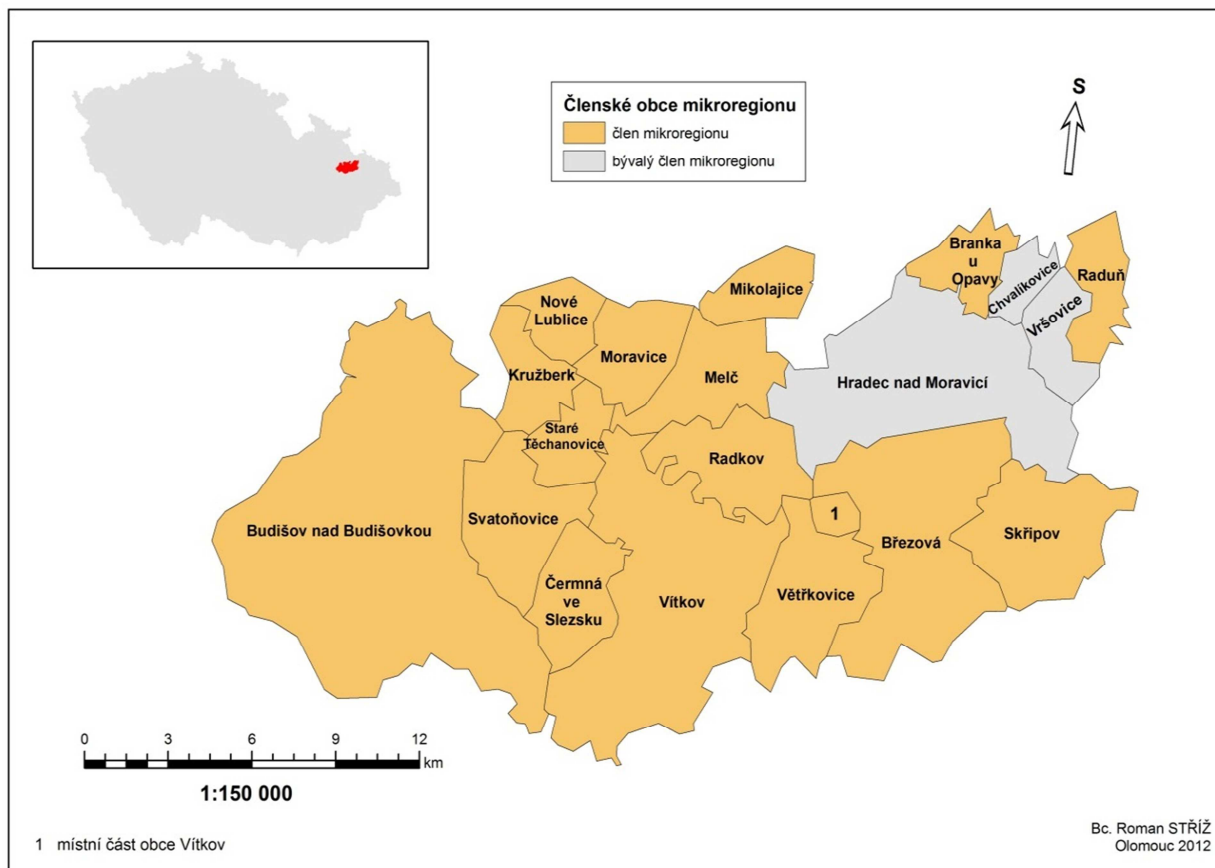 Členské obce mikroregionu
člen mikroregionu
bývalý člen mikroregionu
S
Branka
u
Opavy
Chvalíkovice
Raduň
Vršovice
Mikolajice
Nové
Lublice
Moravice
Kružberk
Melč
Hradec nad Moravicí
Staré
Těchanovice
Radkov
Budišov nad Budišovkou
Svatoňovice
1
Březová
Skřipov
Čermná
ve
Slezsku
Vítkov
Větřkovice
0 3 6 9 12
km
1:150 000
1 místní část obce Vítkov
Bc. Roman STŘÍŽ
Olomouc 2012